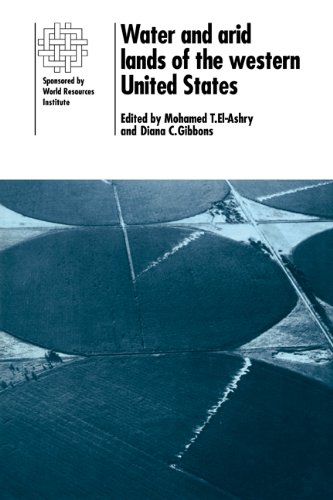 Sponsored by
World Resources
Institute
Water and arid
lands of the western
United States
Edited by Mohamed T.El-Ashry
and Diana C.Gibbons